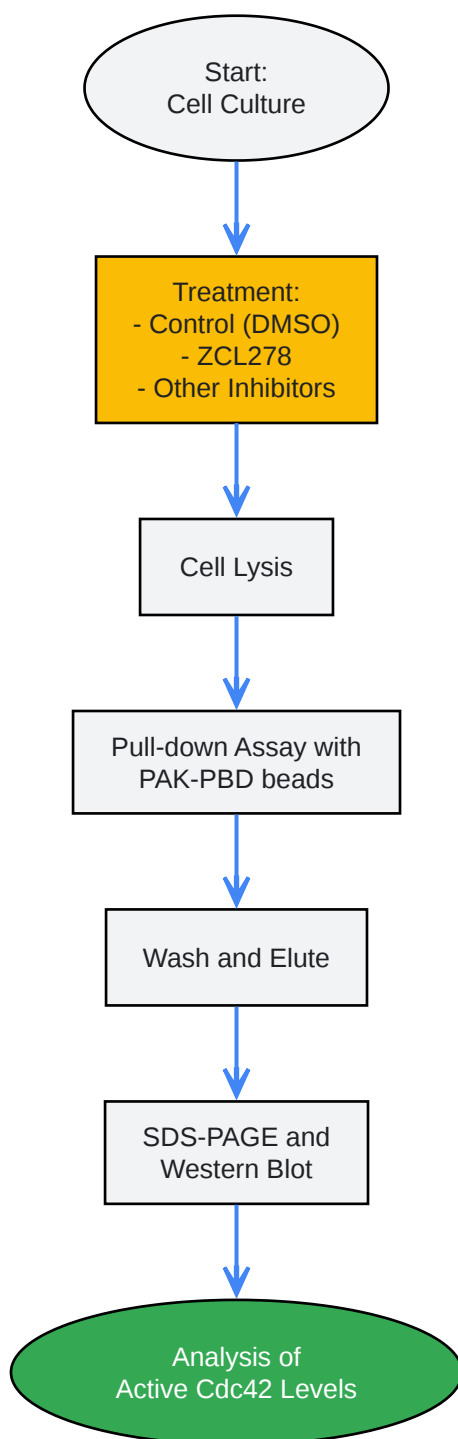 Start:
Cell Culture
Treatment:
- Control (DMSO)
- ZCL278
- Other Inhibitors
Cell Lysis
Pull-down Assay with
PAK-PBD beads
Wash and Elute
SDS-PAGE and
Western Blot
Analysis of
Active Cdc42 Levels